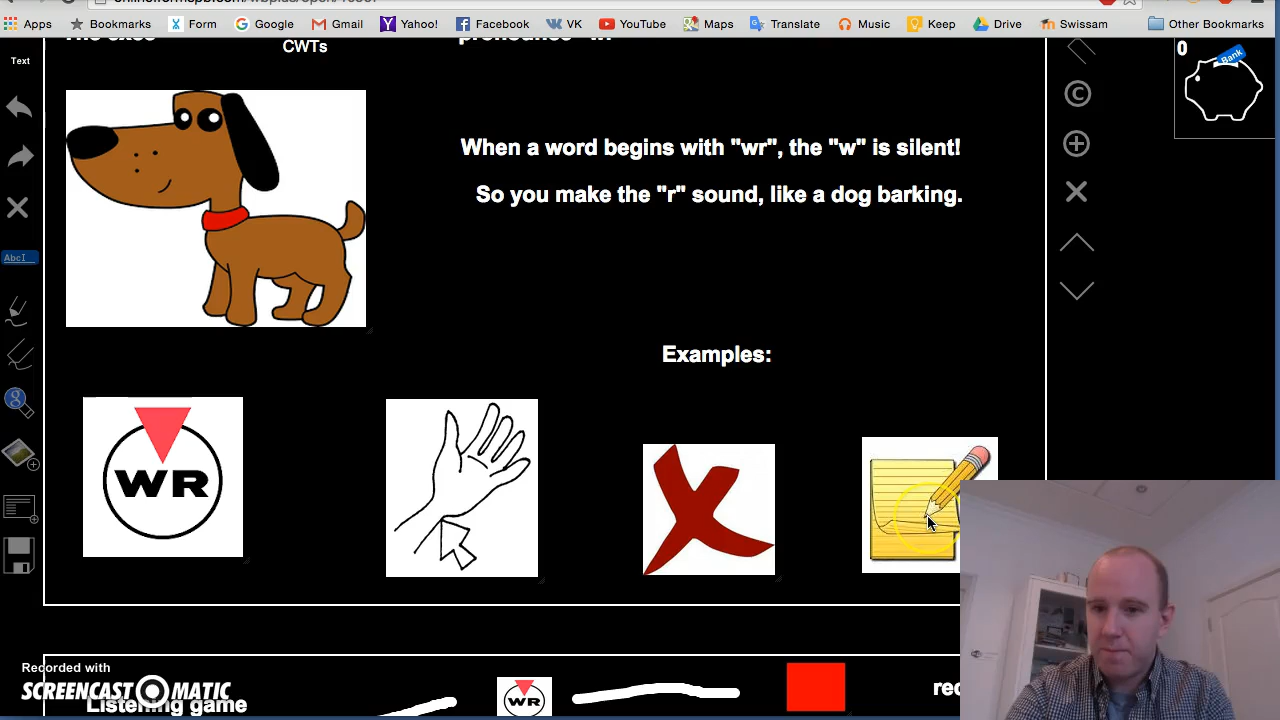 Apps
Bookmarks
Form
Google
Gmail
Yahoo!
Facebook
VK
YouTube
Maps
Translate
Music
Keep
Drive
Swissam
Other Bookmarks
Text
CWTs
0
Bank
When a word begins with "wr", the "w" is silent!
So you make the "r" sound, like a dog barking.
AbcI
Examples:
WR
Recorded with
SCREENCAST MATIC
Listening game
WR